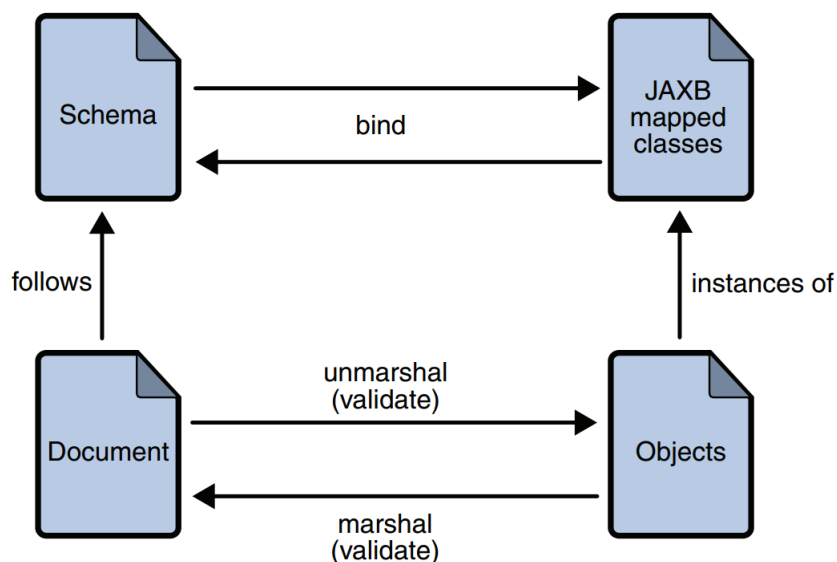 Schema
bind
JAXB
mapped
classes
follows
instances of
Document
unmarshal
(validate)
Objects
marshal
(validate)